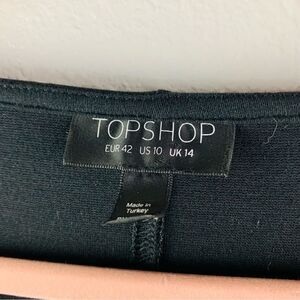 TOPSHOP
EUR 42 US 10 UK 14
Made in
Turkey